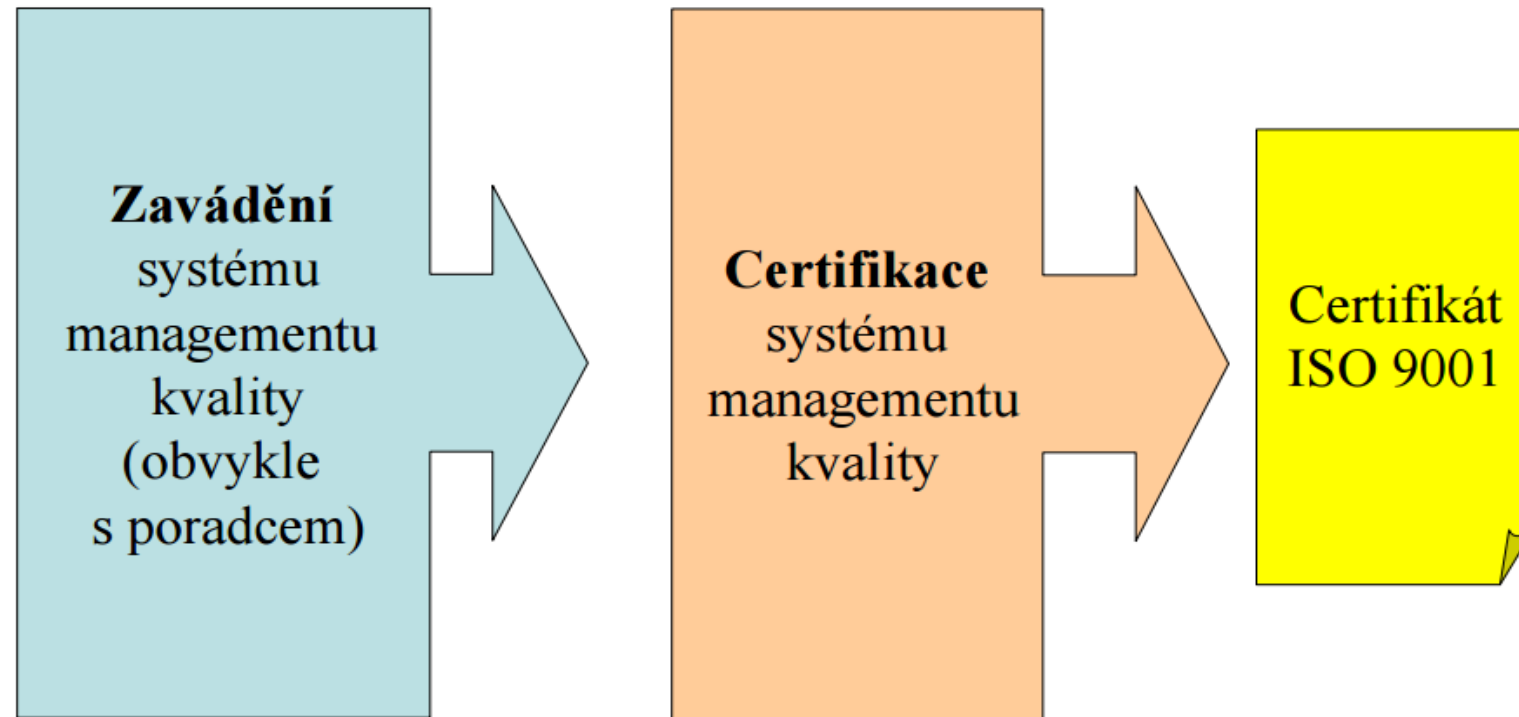 Zavádění
systému
managementu
kvality
(obvykle
s poradcem)
Certifikace
systému
managementu
kvality
Certifikát
ISO 9001